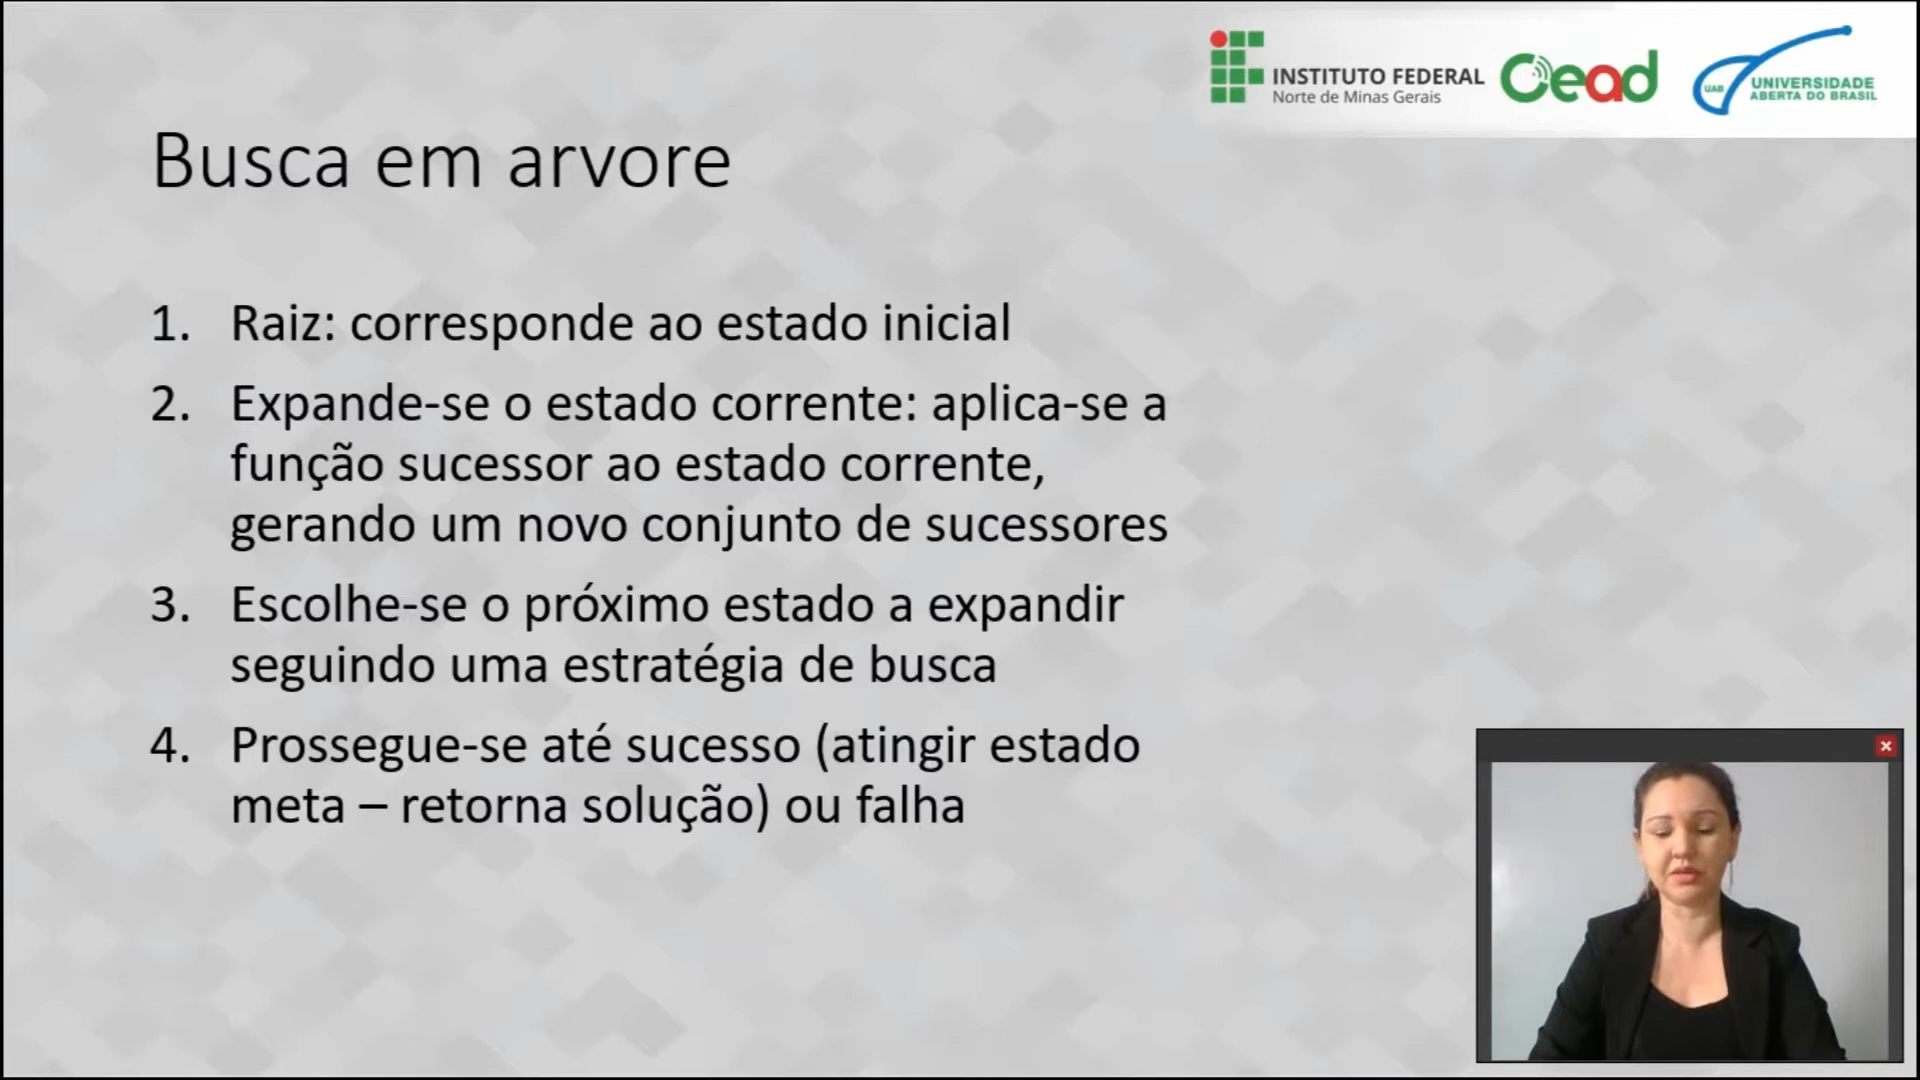 INSTITUTO FEDERAL
Norte de Minas Gerais
Cead
UAB
UNIVERSIDADE
ABERTA DO BRASIL
Busca em arvore
1. Raiz: corresponde ao estado inicial
2. Expande-se o estado corrente: aplica-se a
função sucessor ao estado corrente,
gerando um novo conjunto de sucessores
3. Escolhe-se o próximo estado a expandir
seguindo uma estratégia de busca
4. Prossegue-se até sucesso (atingir estado
meta – retorna solução) ou falha